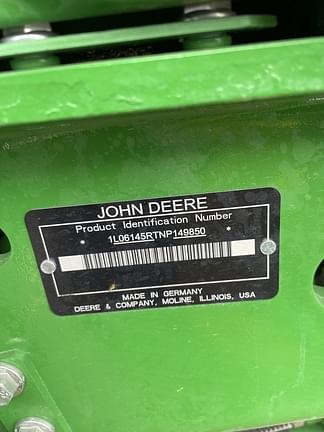 JOHN DEERE
Product Identification Number
* 1L06145RTNP149850 *
MADE IN GERMANY
DEERE & COMPANY, MOLINE, ILLINOIS, USA